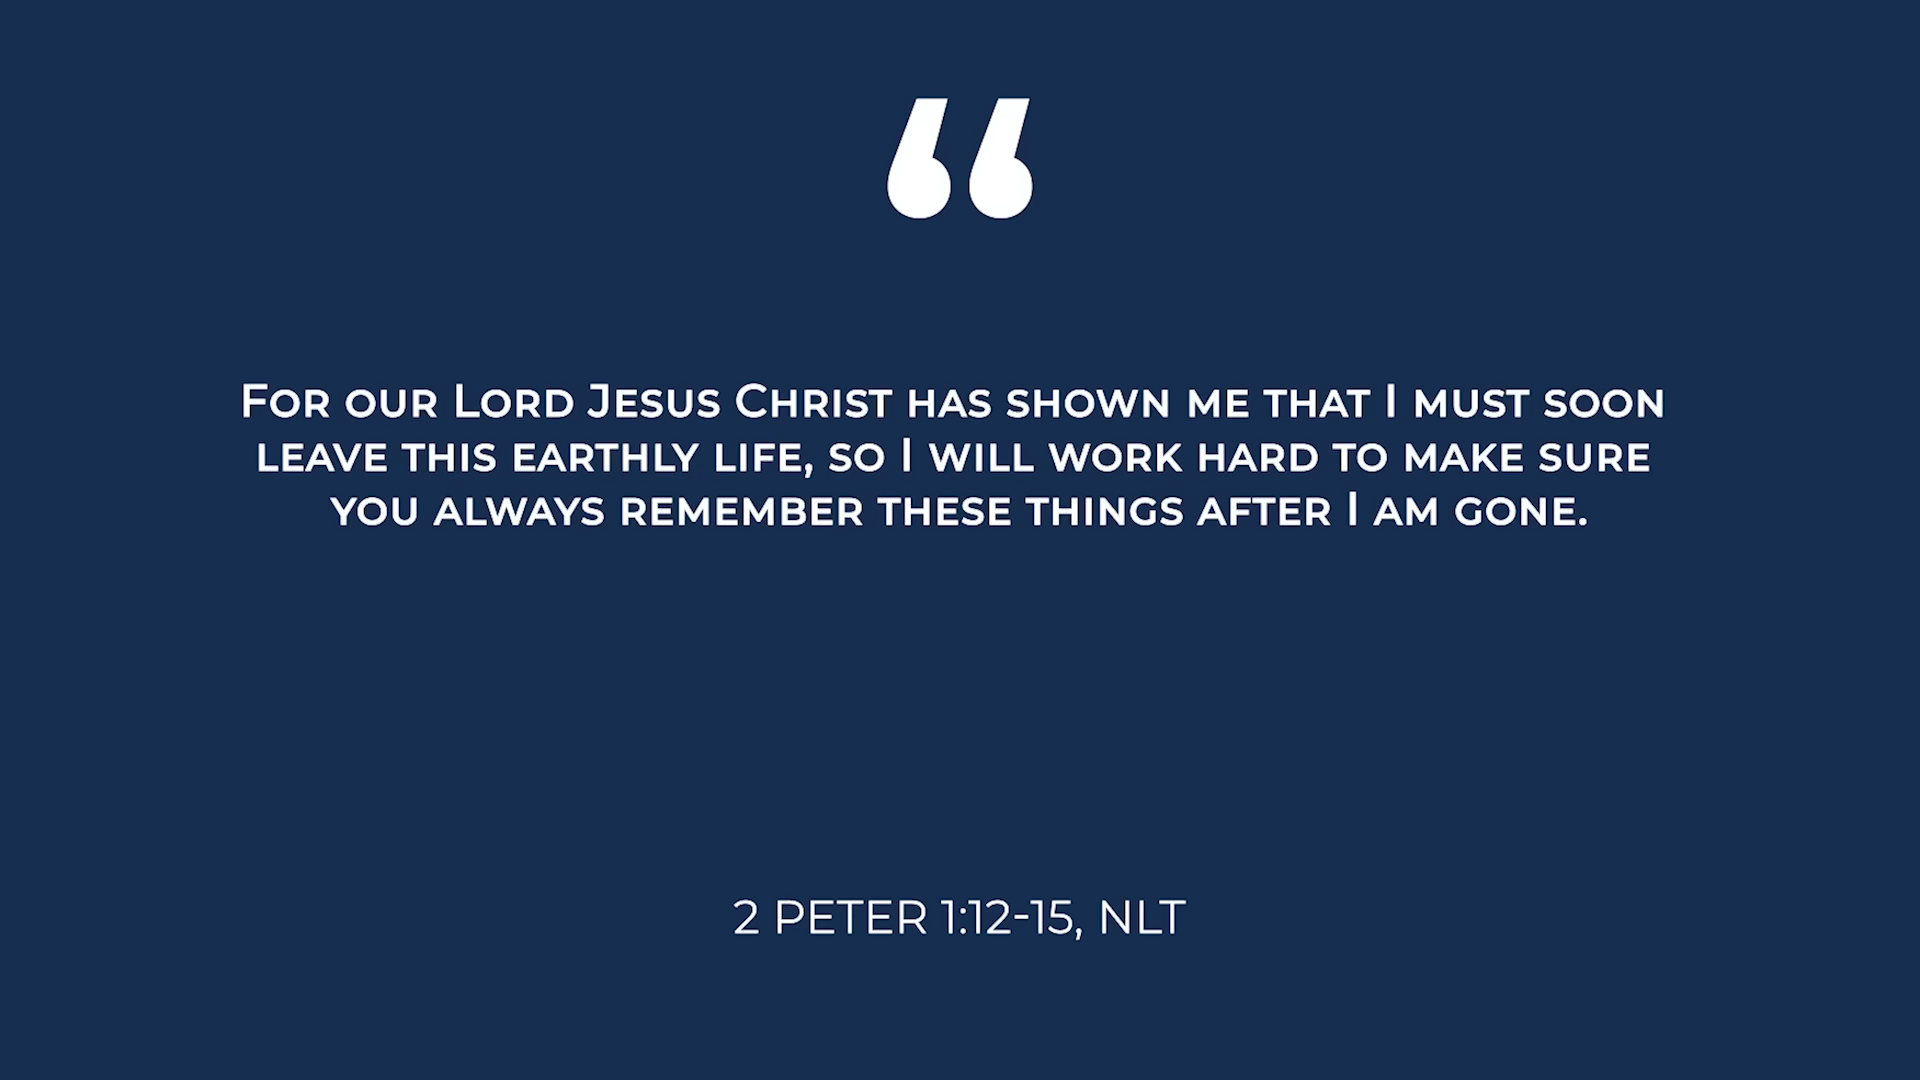 “
For our Lord Jesus Christ has shown me that I must soon
leave this earthly life, so I will work hard to make sure
you always remember these things after I am gone.
2 PETER 1:12-15, NLT